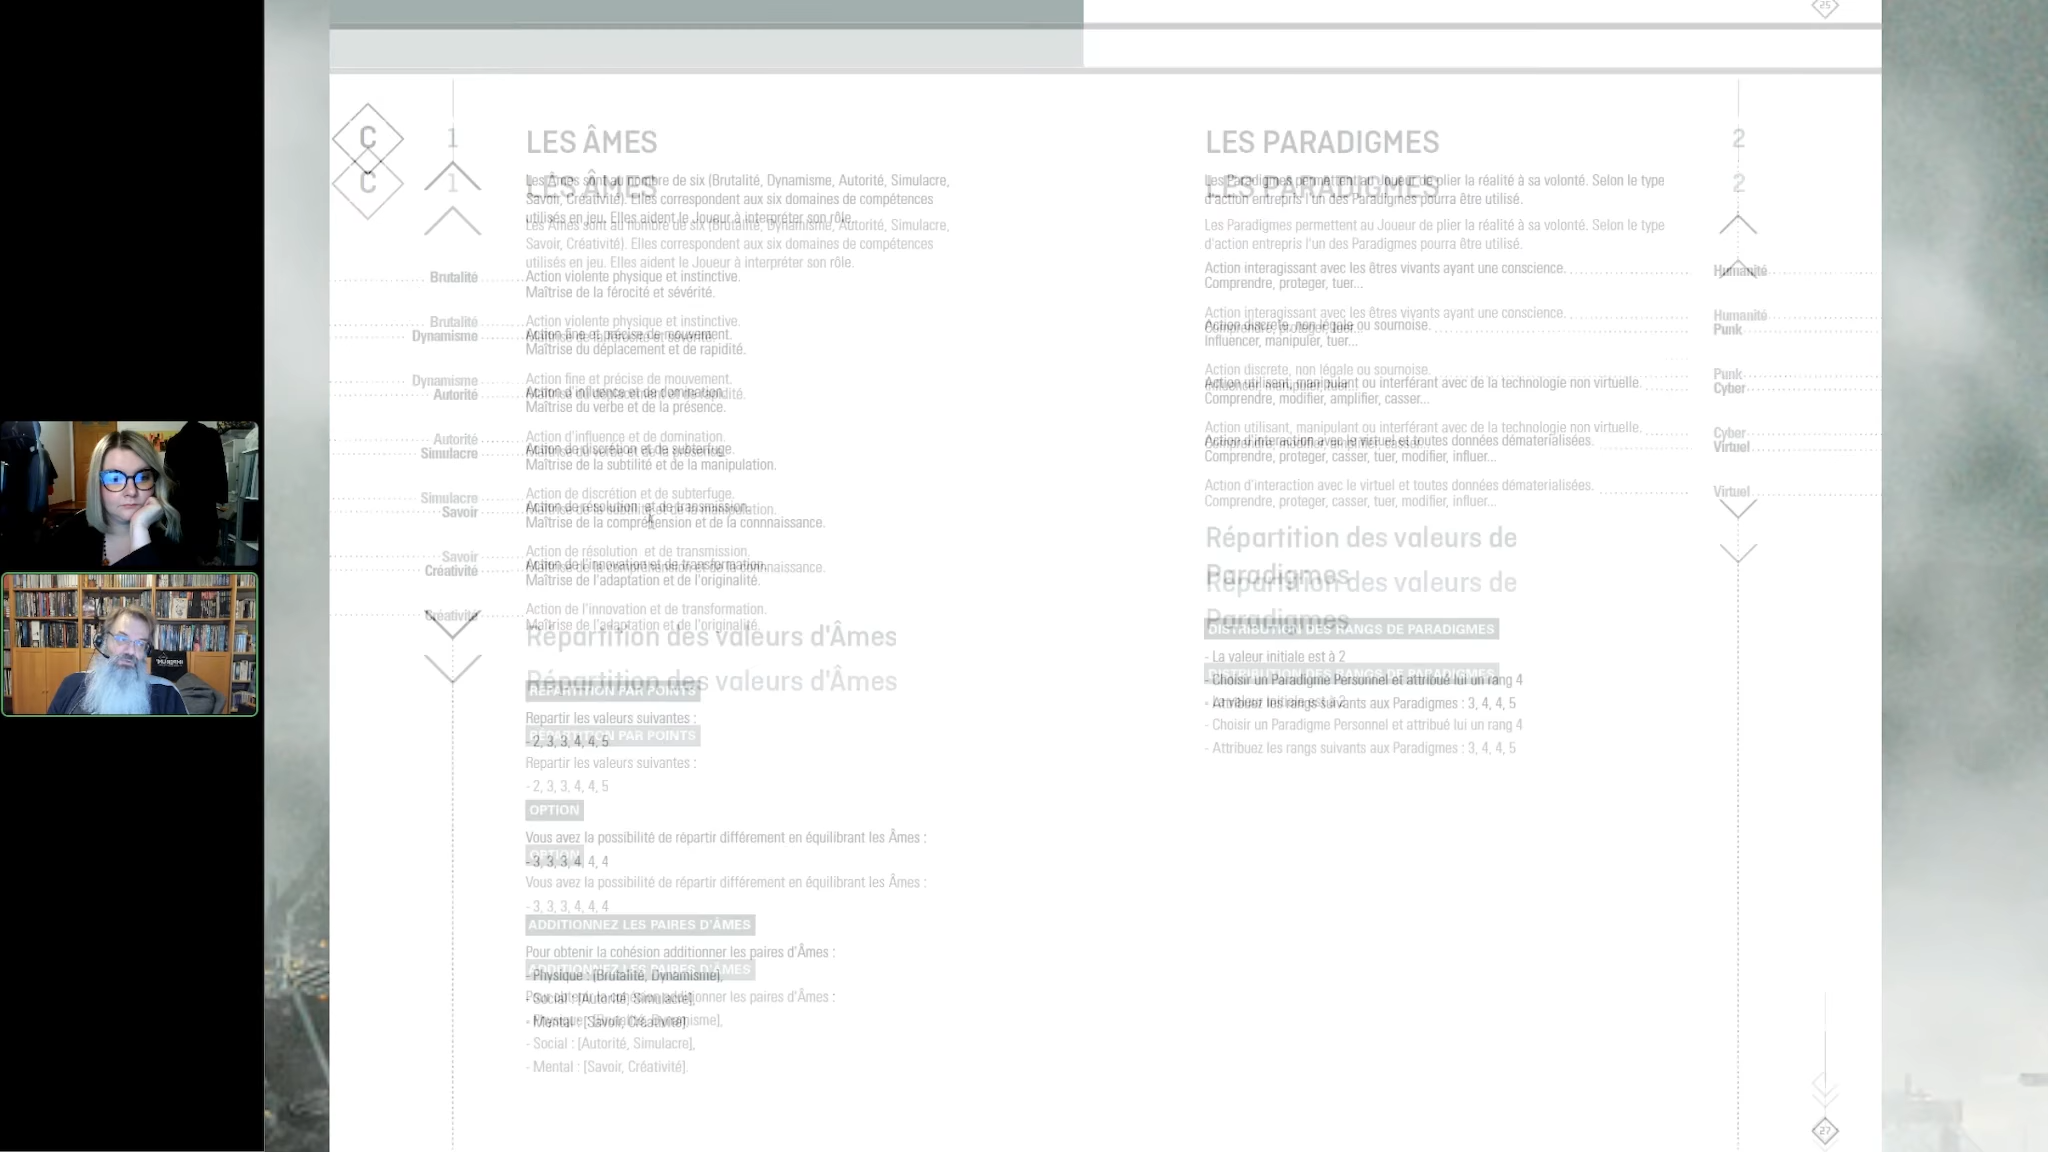 25
C
1
LES ÂMES
Les Âmes sont au nombre de six (Brutalité, Dynamisme, Autorité, Simulacre,
Savoir, Créativité). Elles correspondent aux six domaines de compétences
utilisés en jeu. Elles aident le Joueur à interpréter son rôle.
Brutalité
Action violente physique et instinctive.
Maîtrise de la férocité et sévérité.
Dynamisme
Action fine et précise de mouvement.
Maîtrise du déplacement et de rapidité.
Autorité
Action d'influence et de domination.
Maîtrise du verbe et de la présence.
Simulacre
Action de discrétion et de subterfuge.
Maîtrise de la subtilité et de la manipulation.
Savoir
Action de résolution et de transmission.
Maîtrise de la compréhension et de la connnaissance.
Créativité
Action de l'innovation et de transformation.
Maîtrise de l'adaptation et de l'originalité.
Répartition des valeurs d'Âmes
RÉPARTITION PAR POINTS
Repartir les valeurs suivantes :
- 2, 3, 3, 4, 4, 5
OPTION
Vous avez la possibilité de répartir différement en équilibrant les Âmes :
- 3, 3, 3, 4, 4, 4
ADDITIONNEZ LES PAIRES D'ÂMES
Pour obtenir la cohésion additionner les paires d'Âmes :
- Physique : [Brutalité, Dynamisme],
- Social : [Autorité, Simulacre],
- Mental : [Savoir, Créativité].
LES PARADIGMES
2
Les Paradigmes permettent au Joueur de plier la réalité à sa volonté. Selon le type
d'action entrepris l'un des Paradigmes pourra être utilisé.
Action interagissant avec les êtres vivants ayant une conscience.
Humanité
Comprendre, proteger, tuer...
Action discrete, non légale ou sournoise.
Punk
Influencer, manipuler, tuer...
Action utilisant, manipulant ou interférant avec de la technologie non virtuelle.
Cyber
Comprendre, modifier, amplifier, casser...
Action d'interaction avec le virtuel et toutes données dématerialisées.
Virtuel
Comprendre, proteger, casser, tuer, modifier, influer...
Répartition des valeurs de
Paradigmes
DISTRIBUTION DES RANGS DE PARADIGMES
- La valeur initiale est à 2
- Choisir un Paradigme Personnel et attribué lui un rang 4
- Attribuez les rangs suivants aux Paradigmes : 3, 4, 4, 5
27